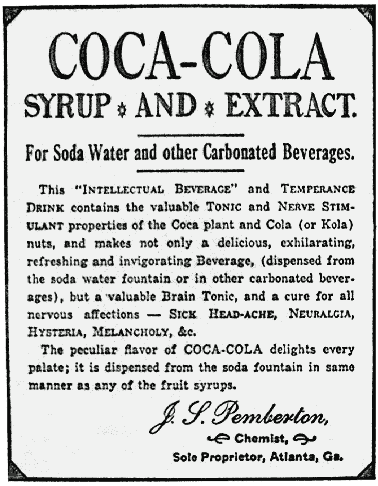 COCA-COLA
SYRUP * AND * EXTRACT.
For Soda Water and other Carbonated Beverages.
This "INTELLECTUAL BEVERAGE" and TEMPERANCE
DRINK contains the valuable TONIC and NERVE STIM-
ULANT properties of the Coca plant and Cola (or Kola)
nuts, and makes not only a delicious, exhilarating,
refreshing and invigorating Beverage, (dispensed from
the soda water fountain or in other carbonated bever-
ages), but a valuable Brain Tonic, and a cure for all
nervous affections — SICK HEAD-ACHE, NEURALGIA,
HYSTERIA, MELANCHOLY, &c.
The peculiar flavor of COCA-COLA delights every
palate; it is dispensed from the soda fountain in same
manner as any of the fruit syrups.
J. S. Pemberton,
Chemist,
Sole Proprietor, Atlanta, Ga.